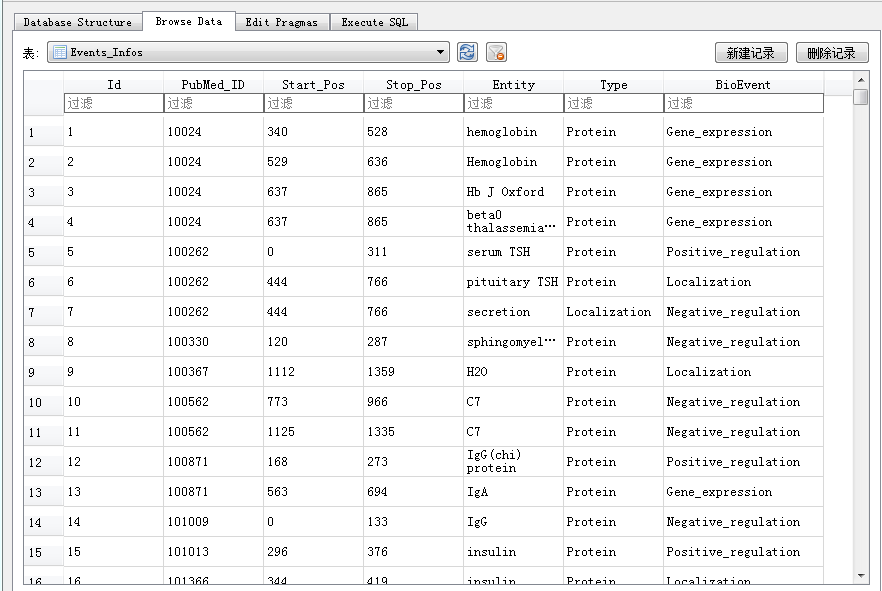 Database Structure Browse Data Edit Pragmas Execute SQL
表: Events_Infos 新建记录 删除记录
Id PubMed_ID Start_Pos Stop_Pos Entity Type BioEvent
过滤 过滤 过滤 过滤 过滤 过滤 过滤
1 1 10024 340 528 hemoglobin Protein Gene_expression
2 2 10024 529 636 Hemoglobin Protein Gene_expression
3 3 10024 637 865 Hb J Oxford Protein Gene_expression
4 4 10024 637 865 beta0 thalassemia… Protein Gene_expression
5 5 100262 0 311 serum TSH Protein Positive_regulation
6 6 100262 444 766 pituitary TSH Protein Localization
7 7 100262 444 766 secretion Localization Negative_regulation
8 8 100330 120 287 sphingomyel… Protein Negative_regulation
9 9 100367 1112 1359 H2O Protein Localization
10 10 100562 773 966 C7 Protein Negative_regulation
11 11 100562 1125 1335 C7 Protein Negative_regulation
12 12 100871 168 273 IgG(chi) protein Protein Positive_regulation
13 13 100871 563 694 IgA Protein Gene_expression
14 14 101009 0 133 IgG Protein Negative_regulation
15 15 101013 296 376 insulin Protein Positive_regulation
16 16 101366 344 419 insulin Protein Localization